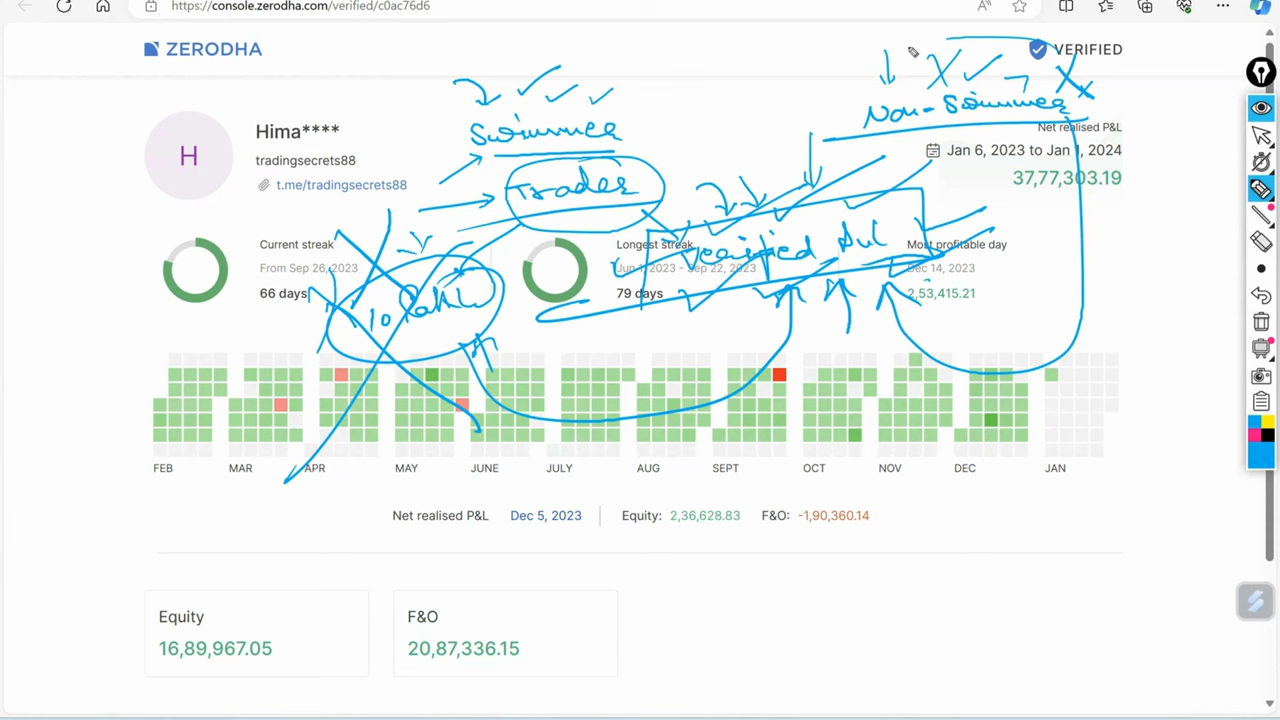 https://console.zerodha.com/verified/c0ac76d6
ZERODHA
VERIFIED
Non-Swimmer
Swimmer
Hima****
Net realised P&L
tradingsecrets88
Jan 6, 2023 to Jan 1, 2024
t.me/tradingsecrets88
Trader
37,77,303.19
Verified
Current streak
Longest streak
Most profitable day
From Sep 26, 2023
Jun 1, 2023 - Sep 22, 2023
Dec 14, 2023
66 days
79 days
2,53,415.21
10
FEB MAR APR MAY JUNE JULY AUG SEPT OCT NOV DEC JAN
Net realised P&L Dec 5, 2023 Equity: 2,36,628.83 F&O: -1,90,360.14
Equity
F&O
16,89,967.05
20,87,336.15